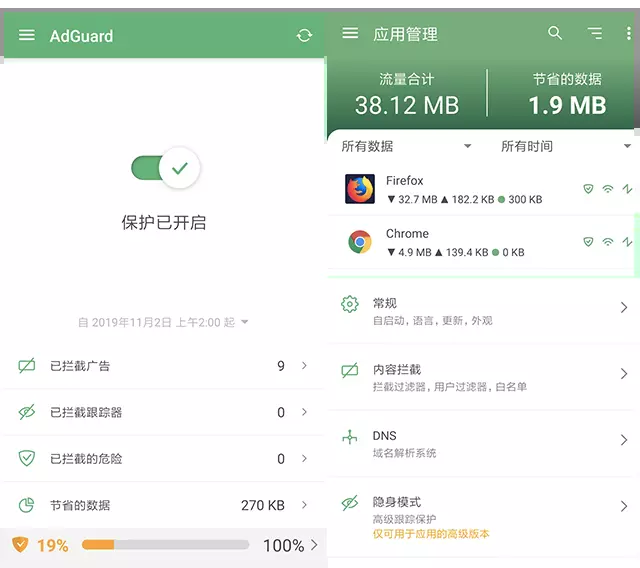 AdGuard
保护已开启
自 2019年11月2日 上午2:00 起
已拦截广告 9
已拦截跟踪器 0
已拦截的危险 0
节省的数据 270 KB
19% 100%
应用管理
流量合计 节省的数据
38.12 MB 1.9 MB
所有数据 所有时间
Firefox
▼ 32.7 MB ▲ 182.2 KB ● 300 KB
Chrome
▼ 4.9 MB ▲ 139.4 KB ● 0 KB
常规
自启动, 语言, 更新, 外观
内容拦截
拦截过滤器, 用户过滤器, 白名单
DNS
域名解析系统
隐身模式
高级跟踪保护
仅可用于应用的高级版本